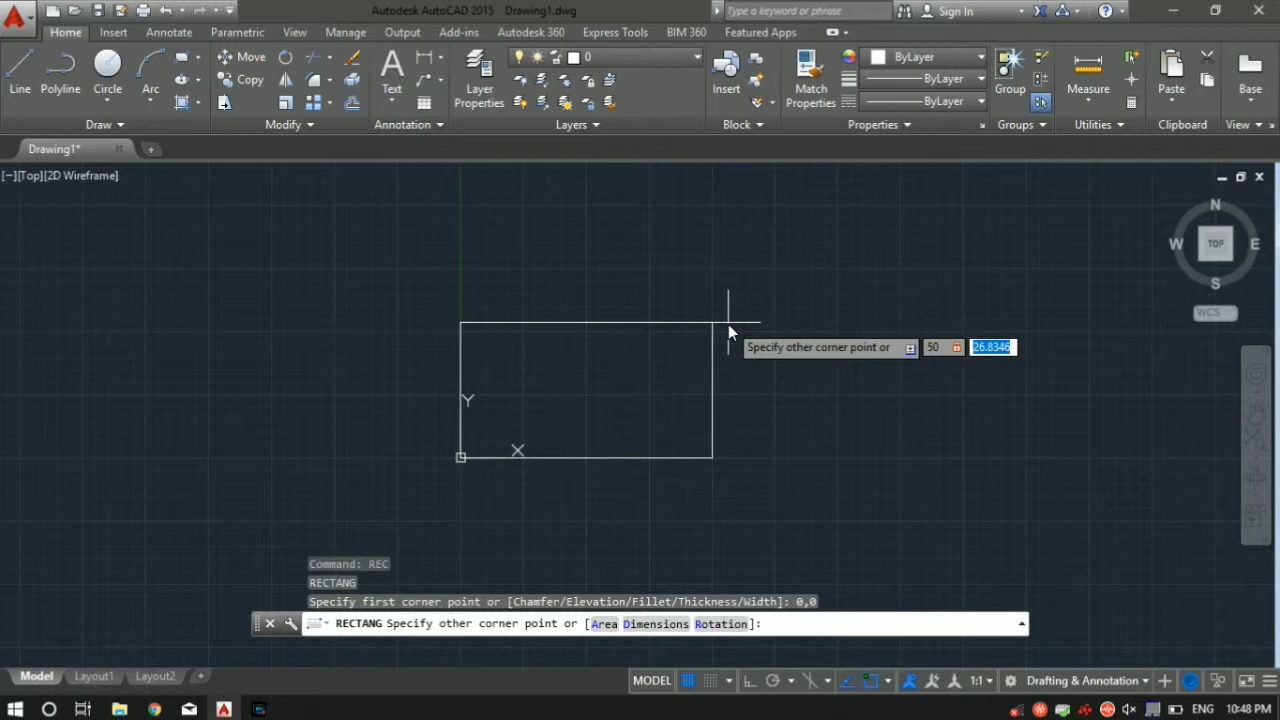 Autodesk AutoCAD 2015 Drawing1.dwg Type a keyword or phrase Sign In
Home Insert Annotate Parametric View Manage Output Add-ins Autodesk 360 Express Tools BIM 360 Featured Apps
Line Polyline Circle Arc Move Copy Text Layer Properties 0 Insert Match Properties ByLayer ByLayer ByLayer Group Measure Paste Base
Draw Modify Annotation Layers Block Properties Groups Utilities Clipboard View
Drawing1*
[−][Top][2D Wireframe]
N
W TOP E
S
WCS
Specify other corner point or 50 26.8346
Y
X
Command: REC
RECTANG
Specify first corner point or [Chamfer/Elevation/Fillet/Thickness/Width]: 0,0
RECTANG Specify other corner point or [Area Dimensions Rotation]:
Model Layout1 Layout2 + MODEL 1:1 Drafting & Annotation
ENG 10:48 PM